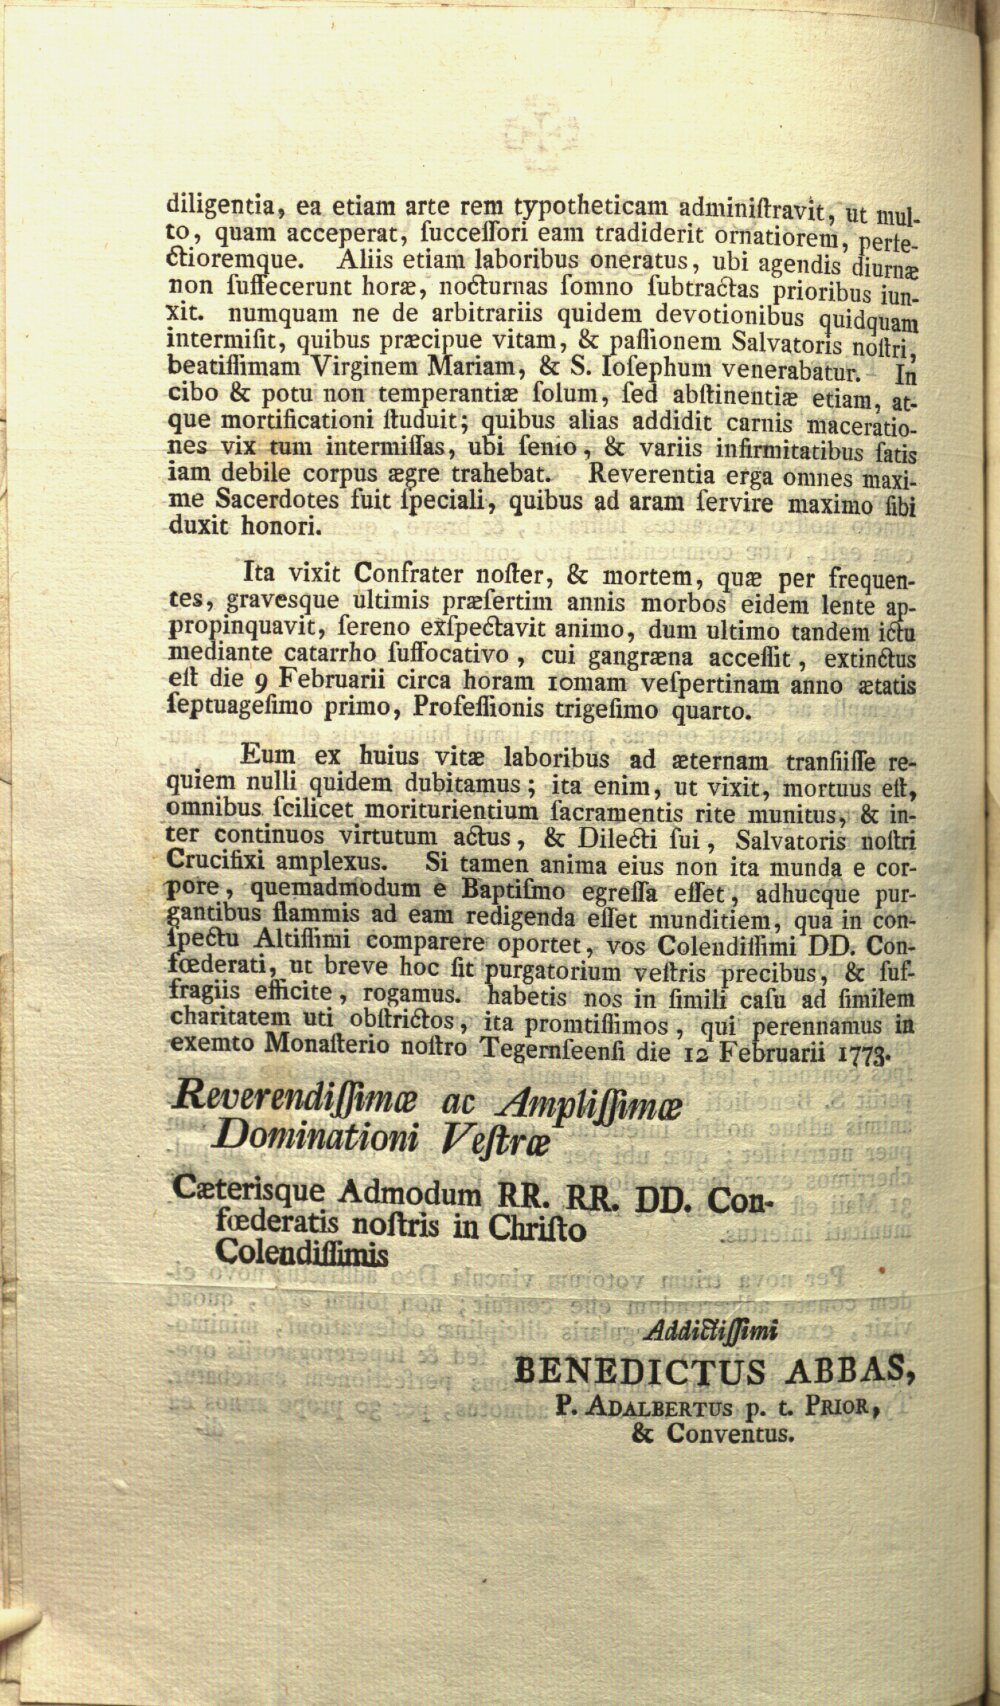 diligentia, ea etiam arte rem typotheticam adminiſtravit, ut mul-
to, quam acceperat, ſucceſſori eam tradiderit ornatiorem, perfe-
ctioremque. Aliis etiam laboribus oneratus, ubi agendis diurnæ
non ſuffecerunt horæ, nocturnas ſomno ſubtractas prioribus iun-
xit. numquam ne de arbitrariis quidem devotionibus quidquam
intermiſit, quibus præcipue vitam, & paſſionem Salvatoris noſtri,
beatiſſimam Virginem Mariam, & S. Ioſephum venerabatur. In
cibo & potu non temperantiæ ſolum, ſed abſtinentiæ etiam, at-
que mortificationi ſtuduit; quibus alias addidit carnis maceratio-
nes vix tum intermiſſas, ubi ſenio, & variis infirmitatibus ſatis
iam debile corpus ægre trahebat. Reverentia erga omnes maxi-
me Sacerdotes fuit ſpeciali, quibus ad aram ſervire maximo ſibi
duxit honori.
Ita vixit Confrater noſter, & mortem, quæ per frequen-
tes, gravesque ultimis præſertim annis morbos eidem lente ap-
propinquavit, ſereno exſpectavit animo, dum ultimo tandem ictu
mediante catarrho ſuffocativo, cui gangræna acceſſit, extinctus
eſt die 9 Februarii circa horam 10mam veſpertinam anno ætatis
ſeptuageſimo primo, Profeſſionis trigeſimo quarto.
Eum ex huius vitæ laboribus ad æternam transiiſſe re-
quiem nulli quidem dubitamus; ita enim, ut vixit, mortuus eſt,
omnibus ſcilicet moriturientium ſacramentis rite munitus, & in-
ter continuos virtutum actus, & Dilecti ſui, Salvatoris noſtri
Crucifixi amplexus. Si tamen anima eius non ita munda e cor-
pore, quemadmodum e Baptiſmo egreſſa eſſet, adhucque pur-
gantibus flammis ad eam redigenda eſſet munditiem, qua in con-
ſpectu Altiſſimi comparere oportet, vos Colendiſſimi DD. Con-
fœderati, ut breve hoc ſit purgatorium veſtris precibus, & ſuf-
fragiis efficite, rogamus. habetis nos in ſimili caſu ad ſimilem
charitatem uti obſtrictos, ita promtiſſimos, qui perennamus in
exemto Monaſterio noſtro Tegernſeenſi die 12 Februarii 1773.
Reverendiſſimæ ac Ampliſſimæ
Dominationi Veſtræ
Cæterisque Admodum RR. RR. DD. Con-
fœderatis noſtris in Chriſto
Colendiſſimis
Addictiſſimi
BENEDICTUS ABBAS,
P. ADALBERTUS p. t. PRIOR,
& Conventus.